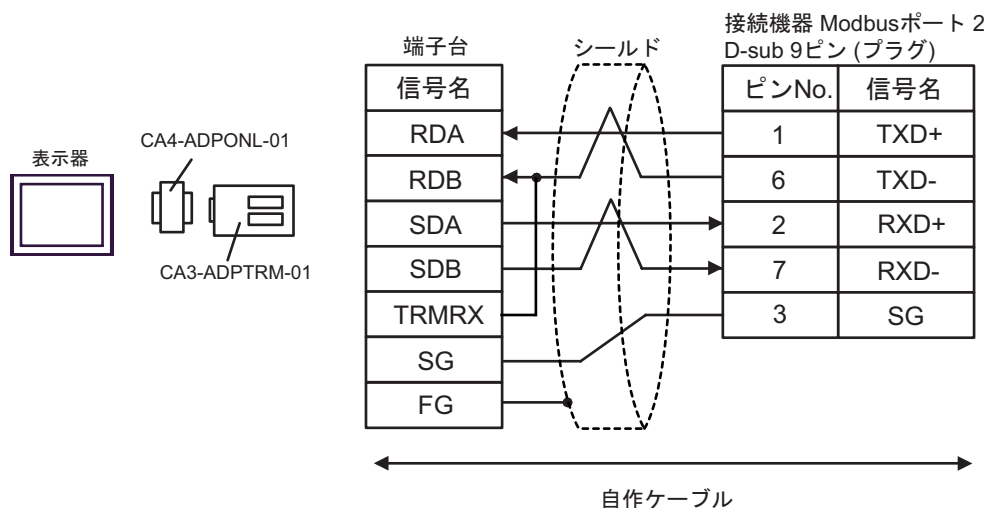 接続機器 Modbusポート 2
D-sub 9ピン (プラグ)
端子台
シールド
信号名
ピンNo. 信号名
RDA 1 TXD+
RDB 6 TXD-
SDA 2 RXD+
SDB 7 RXD-
TRMRX 3 SG
SG
FG
表示器
CA4-ADPONL-01
CA3-ADPTRM-01
自作ケーブル